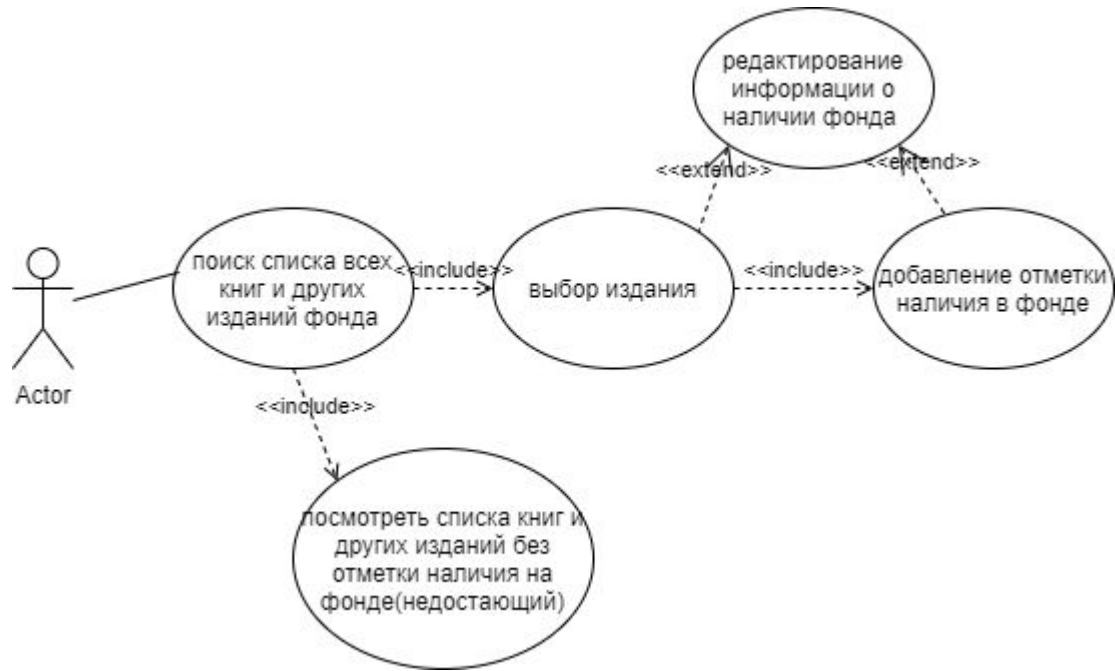 редактирование
информации о
наличии фонда
<<extend>>
<<extend>>
поиск списка всех
книг и других
изданий фонда
<<include>>
выбор издания
<<include>>
добавление отметки
наличия в фонде
Actor
<<include>>
посмотреть списка книг и
других изданий без
отметки наличия на
фонде(недостающий)